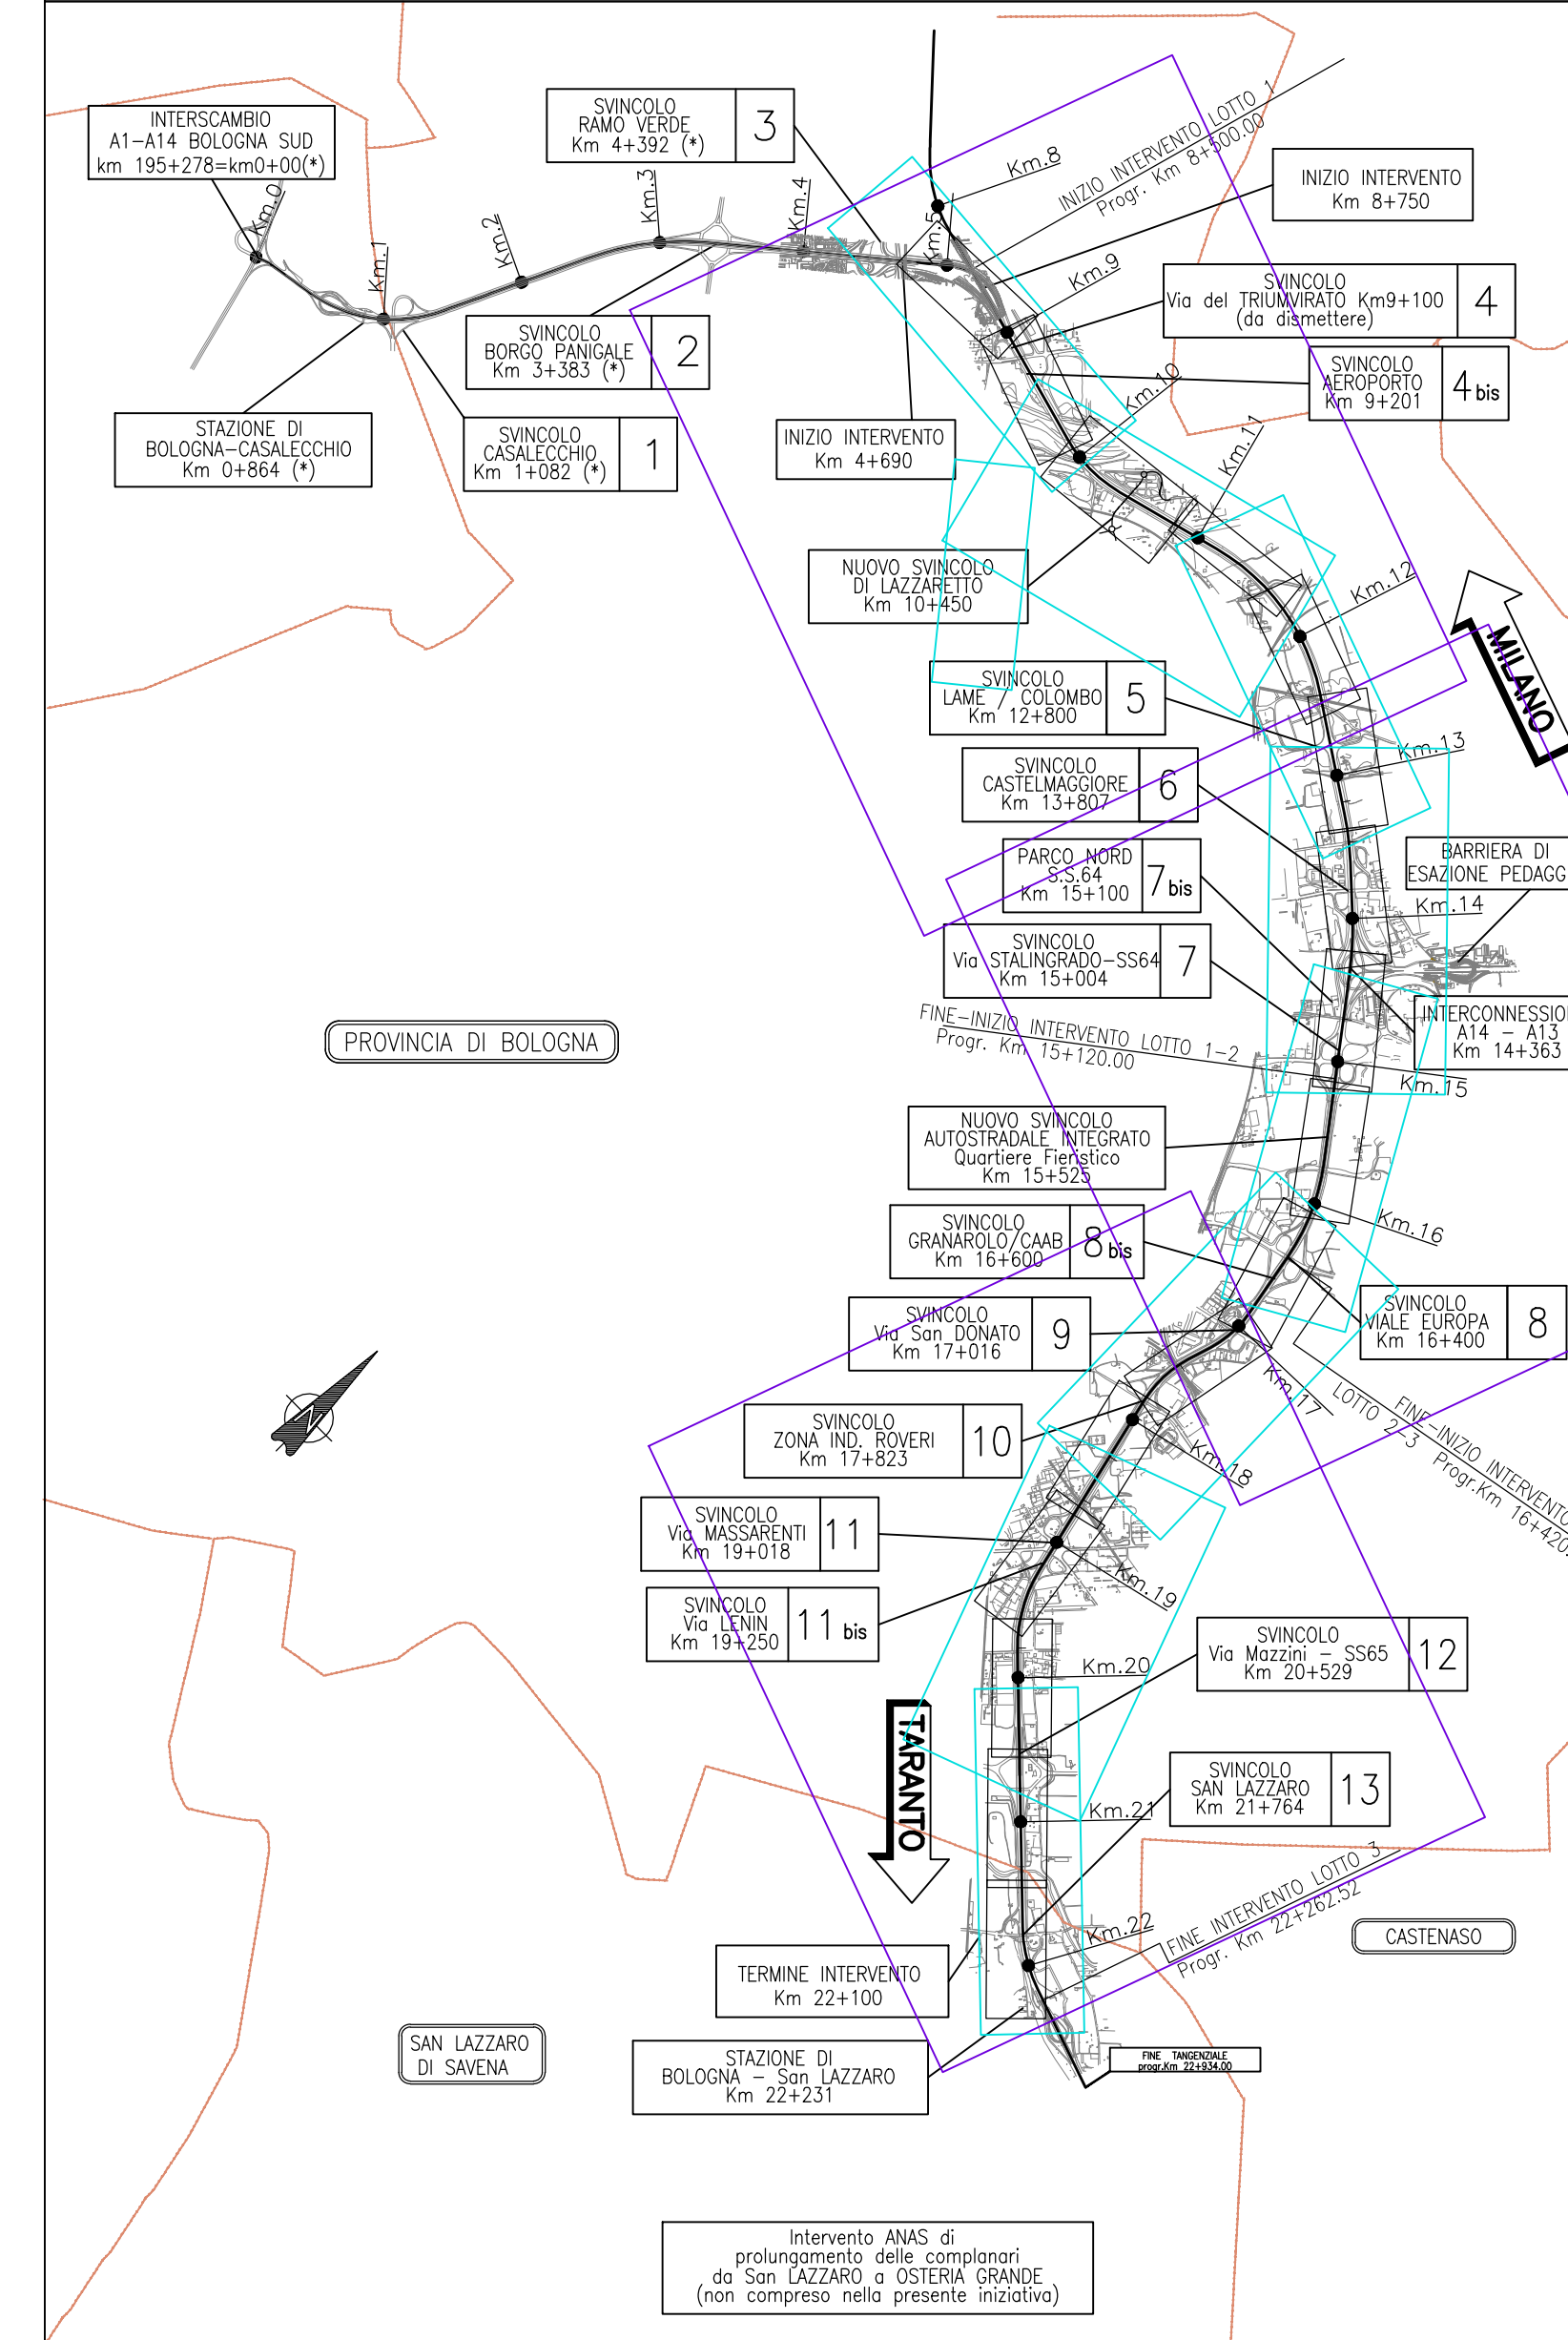 INTERSCAMBIO
A1-A14 BOLOGNA SUD
km 195+278=km0+00(*)
SVINCOLO
RAMO VERDE
Km 4+392 (*)
3
INIZIO INTERVENTO LOTTO 1
Progr. Km 8+500.00
INIZIO INTERVENTO
Km 8+750
Km.0
Km.1
Km.2
Km.3
Km.4
Km.5
Km.8
Km.9
SVINCOLO
Via del TRIUMVIRATO Km9+100
(da dismettere)
4
SVINCOLO
BORGO PANIGALE
Km 3+383 (*)
2
SVINCOLO
AEROPORTO
Km 9+201
4 bis
STAZIONE DI
BOLOGNA-CASALECCHIO
Km 0+864 (*)
SVINCOLO
CASALECCHIO
Km 1+082 (*)
1
INIZIO INTERVENTO
Km 4+690
Km.10
Km.11
NUOVO SVINCOLO
DI LAZZARETTO
Km 10+450
Km.12
MILANO
SVINCOLO
LAME / COLOMBO
Km 12+800
5
Km.13
SVINCOLO
CASTELMAGGIORE
Km 13+807
6
PARCO NORD
S.S.64
Km 15+100
7 bis
BARRIERA DI
ESAZIONE PEDAGG
Km.14
SVINCOLO
Via STALINGRADO-SS64
Km 15+004
7
INTERCONNESSIO
A14 - A13
Km 14+363
FINE-INIZIO INTERVENTO LOTTO 1-2
Progr. Km 15+120.00
Km.15
PROVINCIA DI BOLOGNA
NUOVO SVINCOLO
AUTOSTRADALE INTEGRATO
Quartiere Fieristico
Km 15+525
Km.16
SVINCOLO
GRANAROLO/CAAB
Km 16+600
8 bis
SVINCOLO
Via San DONATO
Km 17+016
9
SVINCOLO
VIALE EUROPA
Km 16+400
8
Km.17
FINE-INIZIO INTERVENTO
LOTTO 2-3
Progr.Km 16+420.
SVINCOLO
ZONA IND. ROVERI
Km 17+823
10
Km.18
SVINCOLO
Via MASSARENTI
Km 19+018
11
Km.19
SVINCOLO
Via LENIN
Km 19+250
11 bis
SVINCOLO
Via Mazzini - SS65
Km 20+529
12
Km.20
TARANTO
SVINCOLO
SAN LAZZARO
Km 21+764
13
Km.21
FINE INTERVENTO LOTTO 3
Progr. Km 22+262.52
Km.22
CASTENASO
TERMINE INTERVENTO
Km 22+100
SAN LAZZARO
DI SAVENA
STAZIONE DI
BOLOGNA - San LAZZARO
Km 22+231
FINE TANGENZIALE
progr.Km 22+934.00
Intervento ANAS di
prolungamento delle complanari
da San LAZZARO a OSTERIA GRANDE
(non compreso nella presente iniziativa)